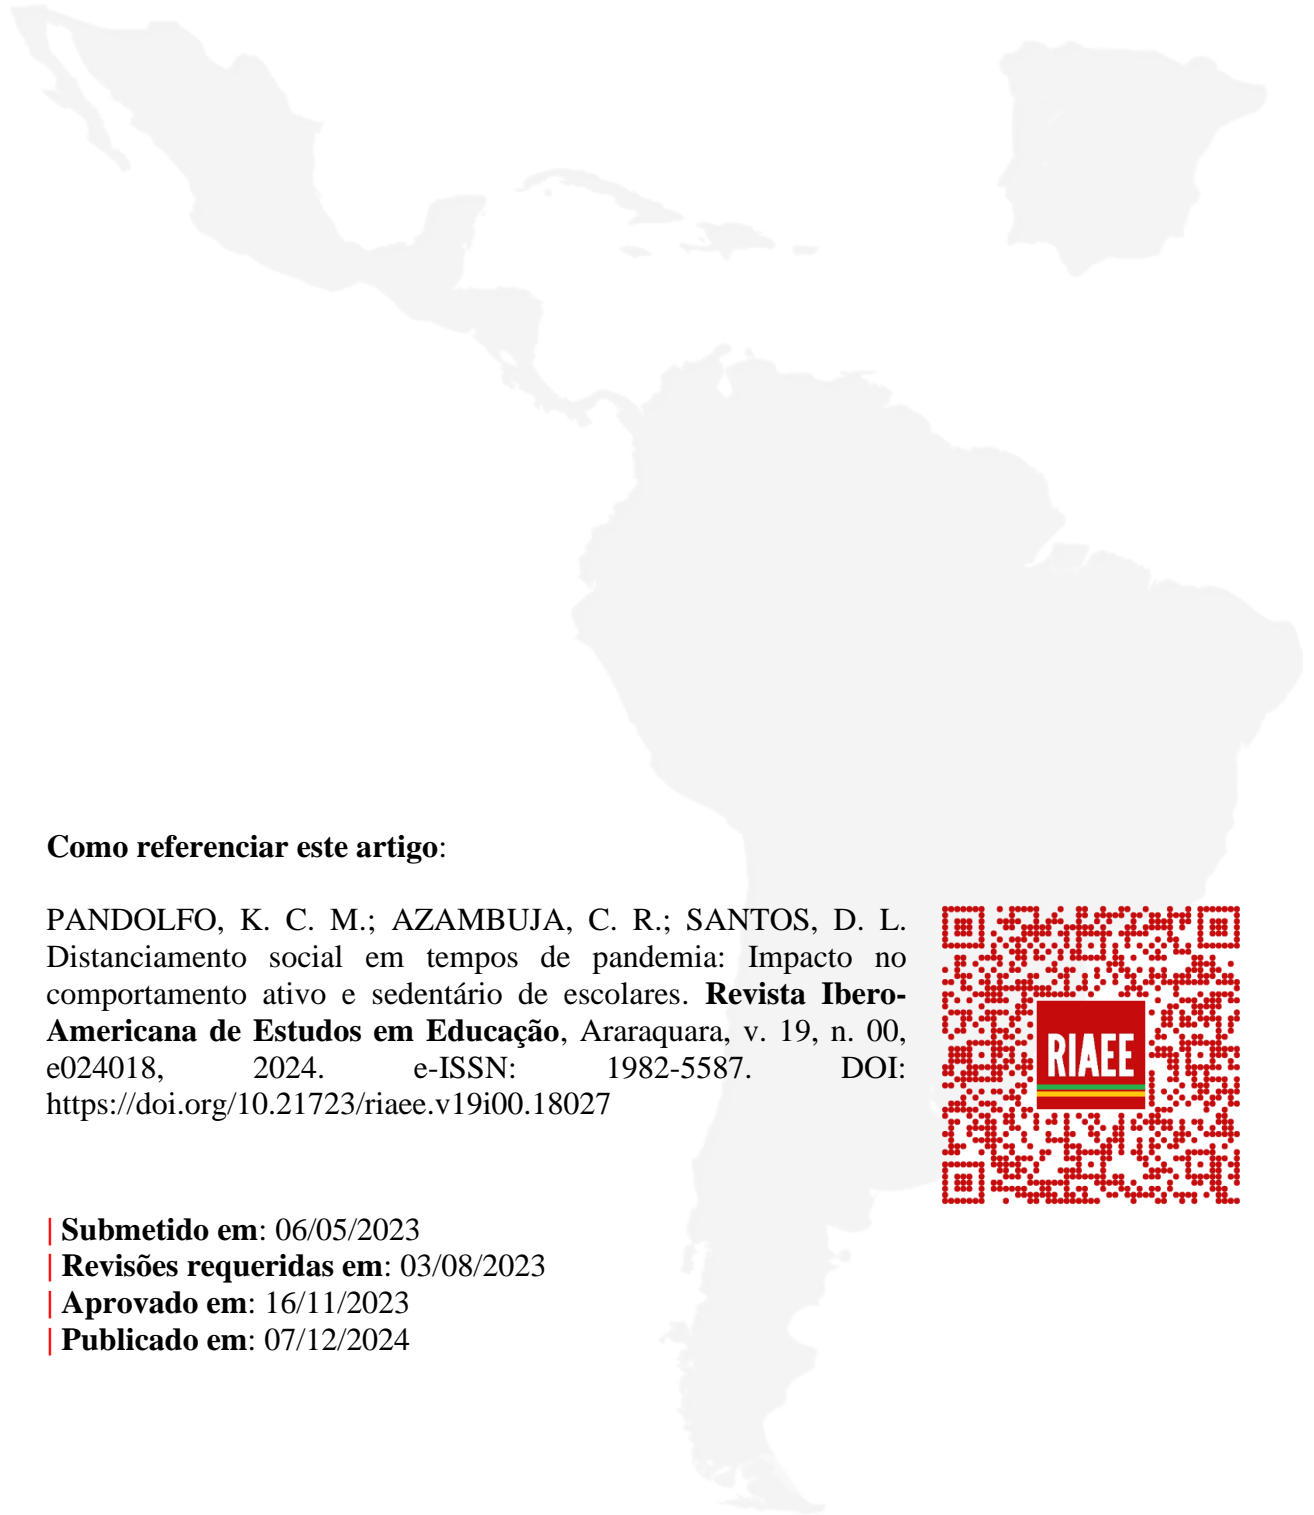 Como referenciar este artigo:
PANDOLFO, K. C. M.; AZAMBUJA, C. R.; SANTOS, D. L.
Distanciamento social em tempos de pandemia: Impacto no
comportamento ativo e sedentário de escolares. Revista Ibero-
Americana de Estudos em Educação, Araraquara, v. 19, n. 00,
e024018, 2024. e-ISSN: 1982-5587. DOI:
https://doi.org/10.21723/riaee.v19i00.18027
RIAEE
| Submetido em: 06/05/2023
| Revisões requeridas em: 03/08/2023
| Aprovado em: 16/11/2023
| Publicado em: 07/12/2024